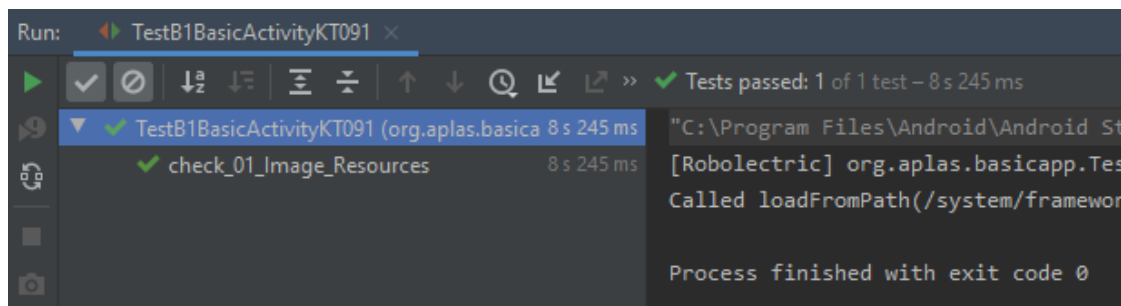 Run: TestB1BasicActivityKT091
Tests passed: 1 of 1 test – 8 s 245 ms
TestB1BasicActivityKT091 (org.aplas.basica 8 s 245 ms
check_01_Image_Resources 8 s 245 ms
"C:\Program Files\Android\Android St
[Robolectric] org.aplas.basicapp.Tes
Called loadFromPath(/system/framewor
Process finished with exit code 0